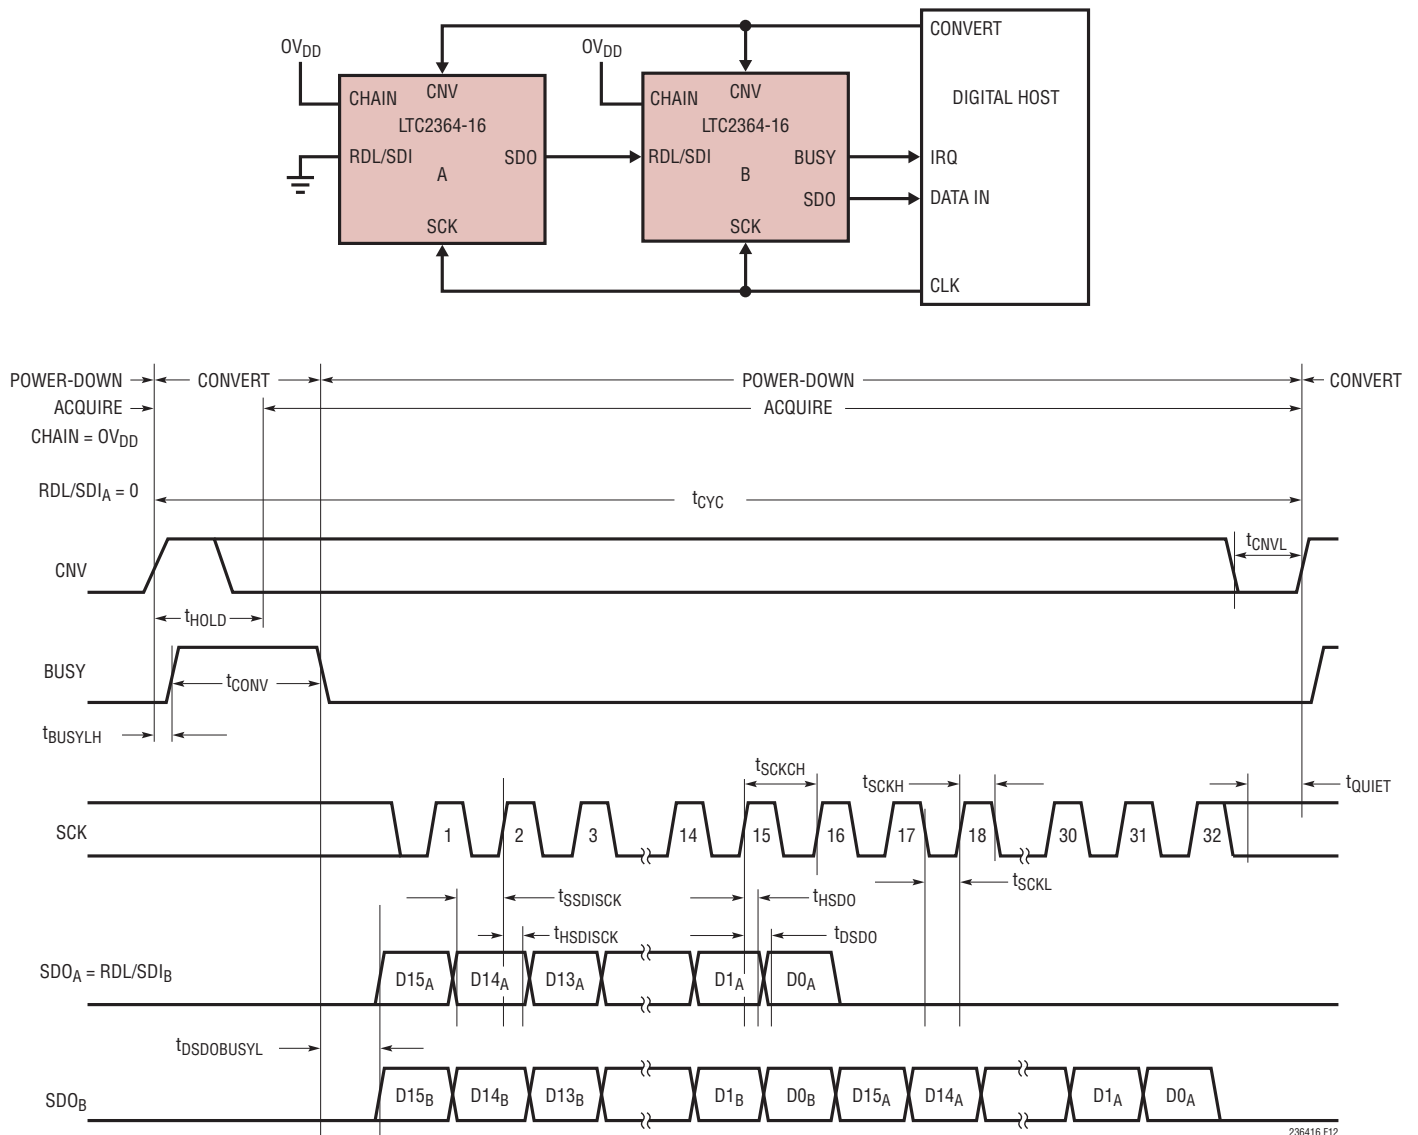 CONVERT
OVDD
OVDD
CHAIN CNV
LTC2364-16
RDL/SDI SDO
A
SCK
CHAIN CNV
LTC2364-16
RDL/SDI BUSY
B
SDO
SCK
DIGITAL HOST
IRQ
DATA IN
CLK
POWER-DOWN CONVERT POWER-DOWN CONVERT
ACQUIRE ACQUIRE
CHAIN = OVDD
RDL/SDIA = 0 tCYC
tCNVL
CNV
tHOLD
BUSY
tCONV
tBUSYLH
tSCKCH tSCKH tQUIET
SCK 1 2 3 14 15 16 17 18 30 31 32
tSSDISCK tHSDO tSCKL
tHSDISCK tDSDO
SDOA = RDL/SDIB D15A D14A D13A D1A D0A
tDSDOBUSYL
SDOB D15B D14B D13B D1B D0B D15A D14A D1A D0A
236416 F12